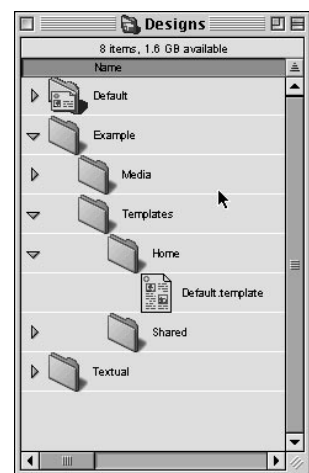 Designs
8 items, 1.6 GB available
Name
Default
Example
Media
Templates
Home
Default.template
Shared
Textual